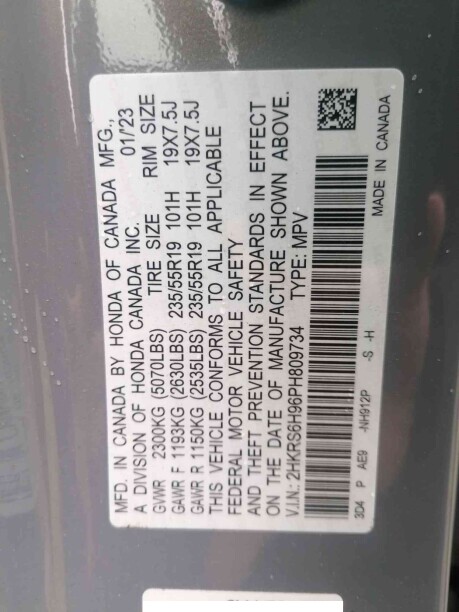 MFD. IN CANADA BY HONDA OF CANADA MFG.,
A DIVISION OF HONDA CANADA INC. 01/'23
GVWR 2300KG (5070LBS) TIRE SIZE RIM SIZE
GAWR F 1193KG (2630LBS) 235/55R19 101H 19X7.5J
GAWR R 1150KG (2535LBS) 235/55R19 101H 19X7.5J
THIS VEHICLE CONFORMS TO ALL APPLICABLE
FEDERAL MOTOR VEHICLE SAFETY
AND THEFT PREVENTION STANDARDS IN EFFECT
ON THE DATE OF MANUFACTURE SHOWN ABOVE.
V.I.N.: 2HKRS6H96PH809734 TYPE: MPV
3D4 P AE9 -NH912P -S -H
MADE IN CANADA